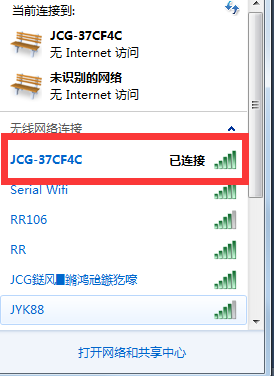 当前连接到:
JCG-37CF4C
无 Internet 访问
未识别的网络
无 Internet 访问
无线网络连接
JCG-37CF4C 已连接
Serial Wifi
RR106
RR
JYK88
打开网络和共享中心